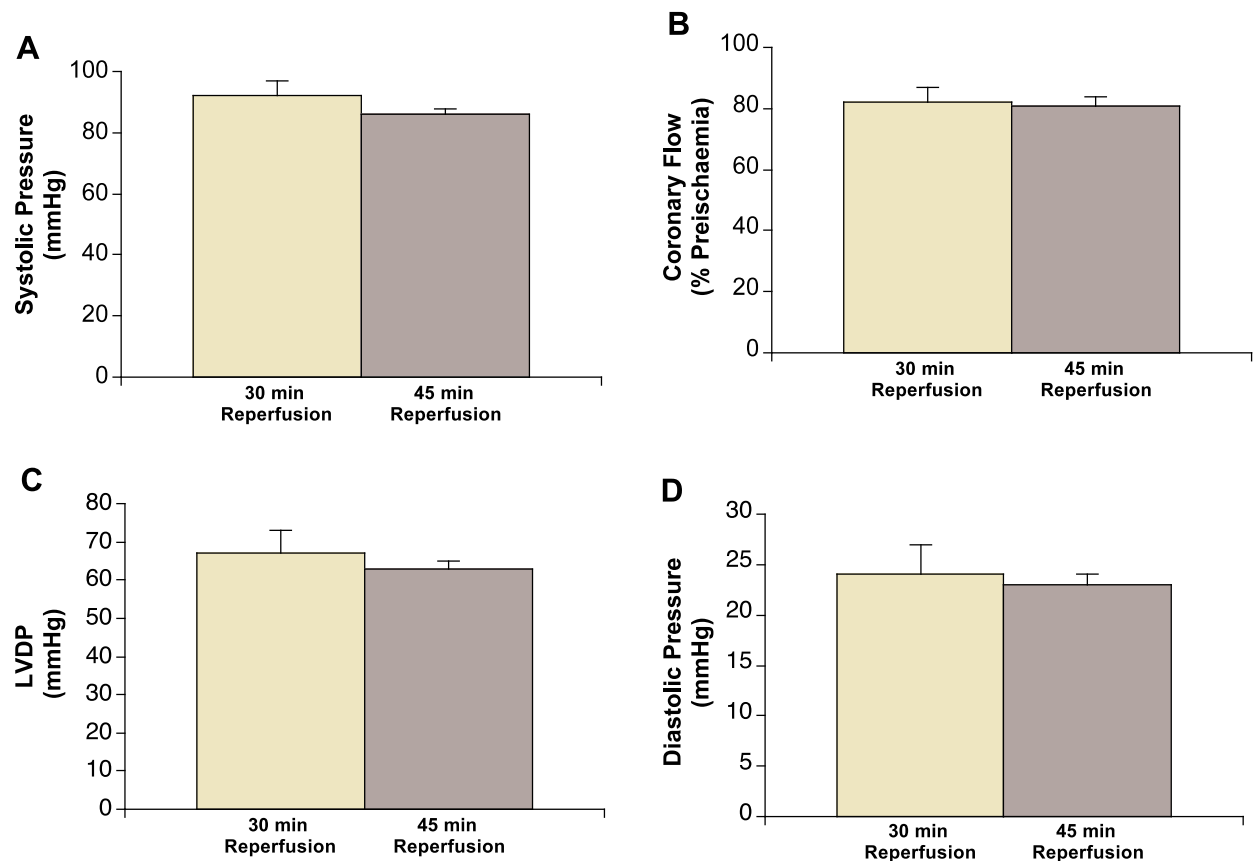 A
Systolic Pressure
(mmHg)
100
80
60
40
20
0
30 min
Reperfusion
45 min
Reperfusion
B
Coronary Flow
(% Preischaemia)
100
80
60
40
20
0
30 min
Reperfusion
45 min
Reperfusion
C
LVDP
(mmHg)
80
70
60
50
40
30
20
10
0
30 min
Reperfusion
45 min
Reperfusion
D
Diastolic Pressure
(mmHg)
30
25
20
15
10
5
0
30 min
Reperfusion
45 min
Reperfusion